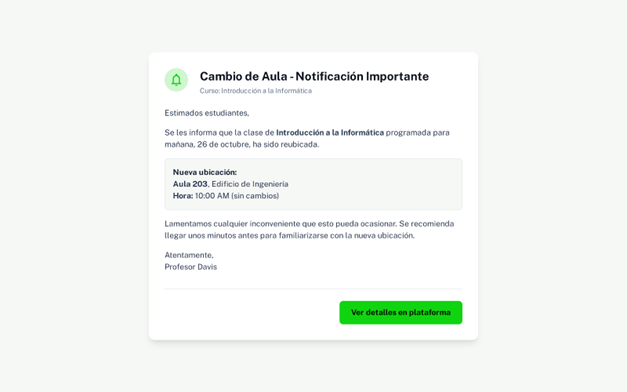 Cambio de Aula - Notificación Importante
Curso: Introducción a la Informática
Estimados estudiantes,
Se les informa que la clase de Introducción a la Informática programada para
mañana, 26 de octubre, ha sido reubicada.
Nueva ubicación:
Aula 203, Edificio de Ingeniería
Hora: 10:00 AM (sin cambios)
Lamentamos cualquier inconveniente que esto pueda ocasionar. Se recomienda
llegar unos minutos antes para familiarizarse con la nueva ubicación.
Atentamente,
Profesor Davis
Ver detalles en plataforma